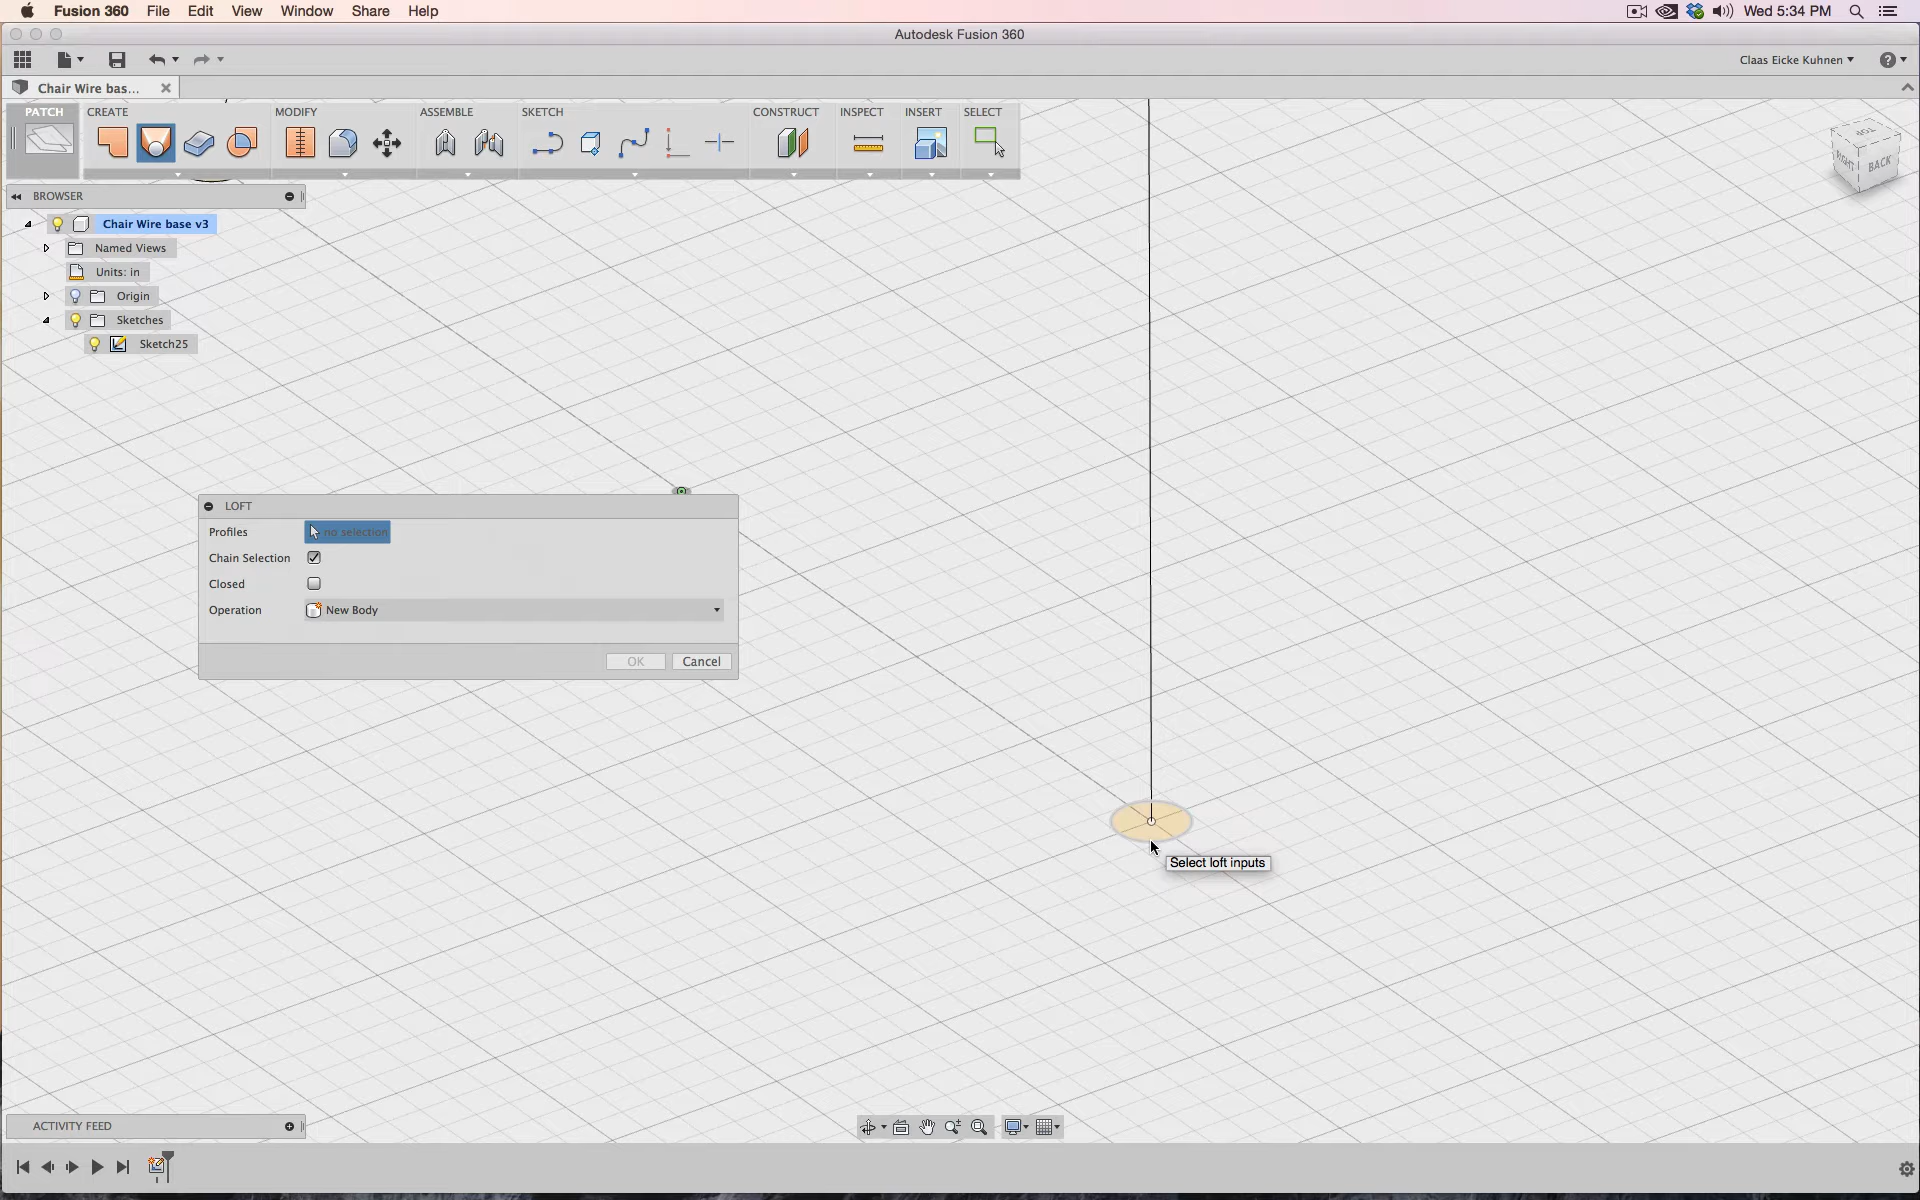 Fusion 360 File Edit View Window Share Help Wed 5:34 PM
Autodesk Fusion 360
Claas Eicke Kuhnen
Chair Wire bas...
PATCH CREATE MODIFY ASSEMBLE SKETCH CONSTRUCT INSPECT INSERT SELECT
TOP
RIGHT BACK
BROWSER
Chair Wire base v3
Named Views
Units: in
Origin
Sketches
Sketch25
LOFT
Profiles no selection
Chain Selection
Closed
Operation New Body
OK Cancel
Select loft inputs
ACTIVITY FEED